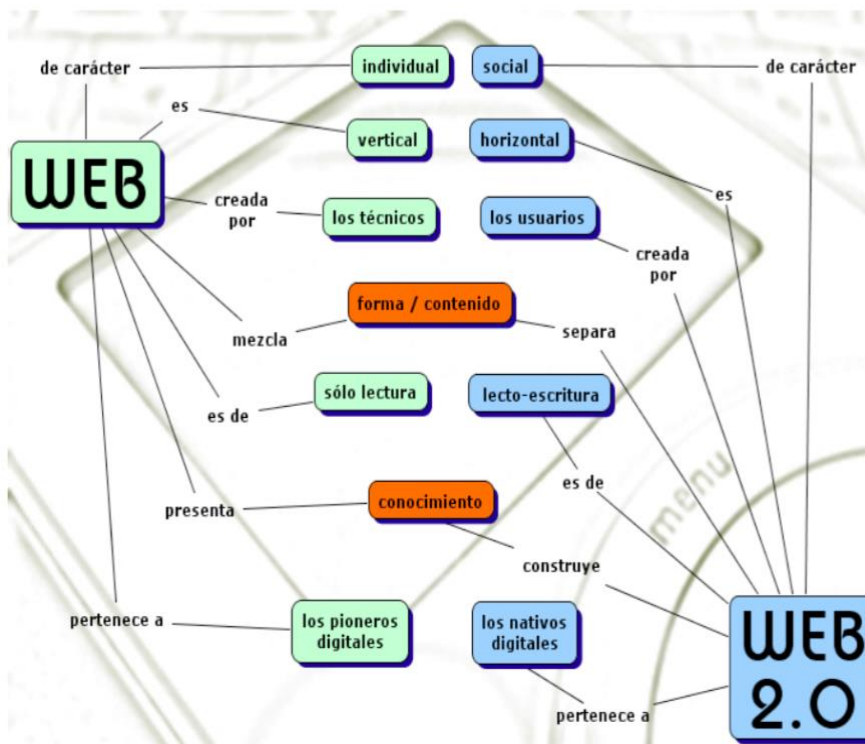 de carácter
individual
social
de carácter
es
vertical
horizontal
WEB
creada
por
los técnicos
los usuarios
es
creada
por
forma / contenido
mezcla
separa
sólo lectura
lecto-escritura
es de
es de
menu
presenta
conocimiento
construye
pertenece a
los pioneros
digitales
los nativos
digitales
WEB
2.0
pertenece a